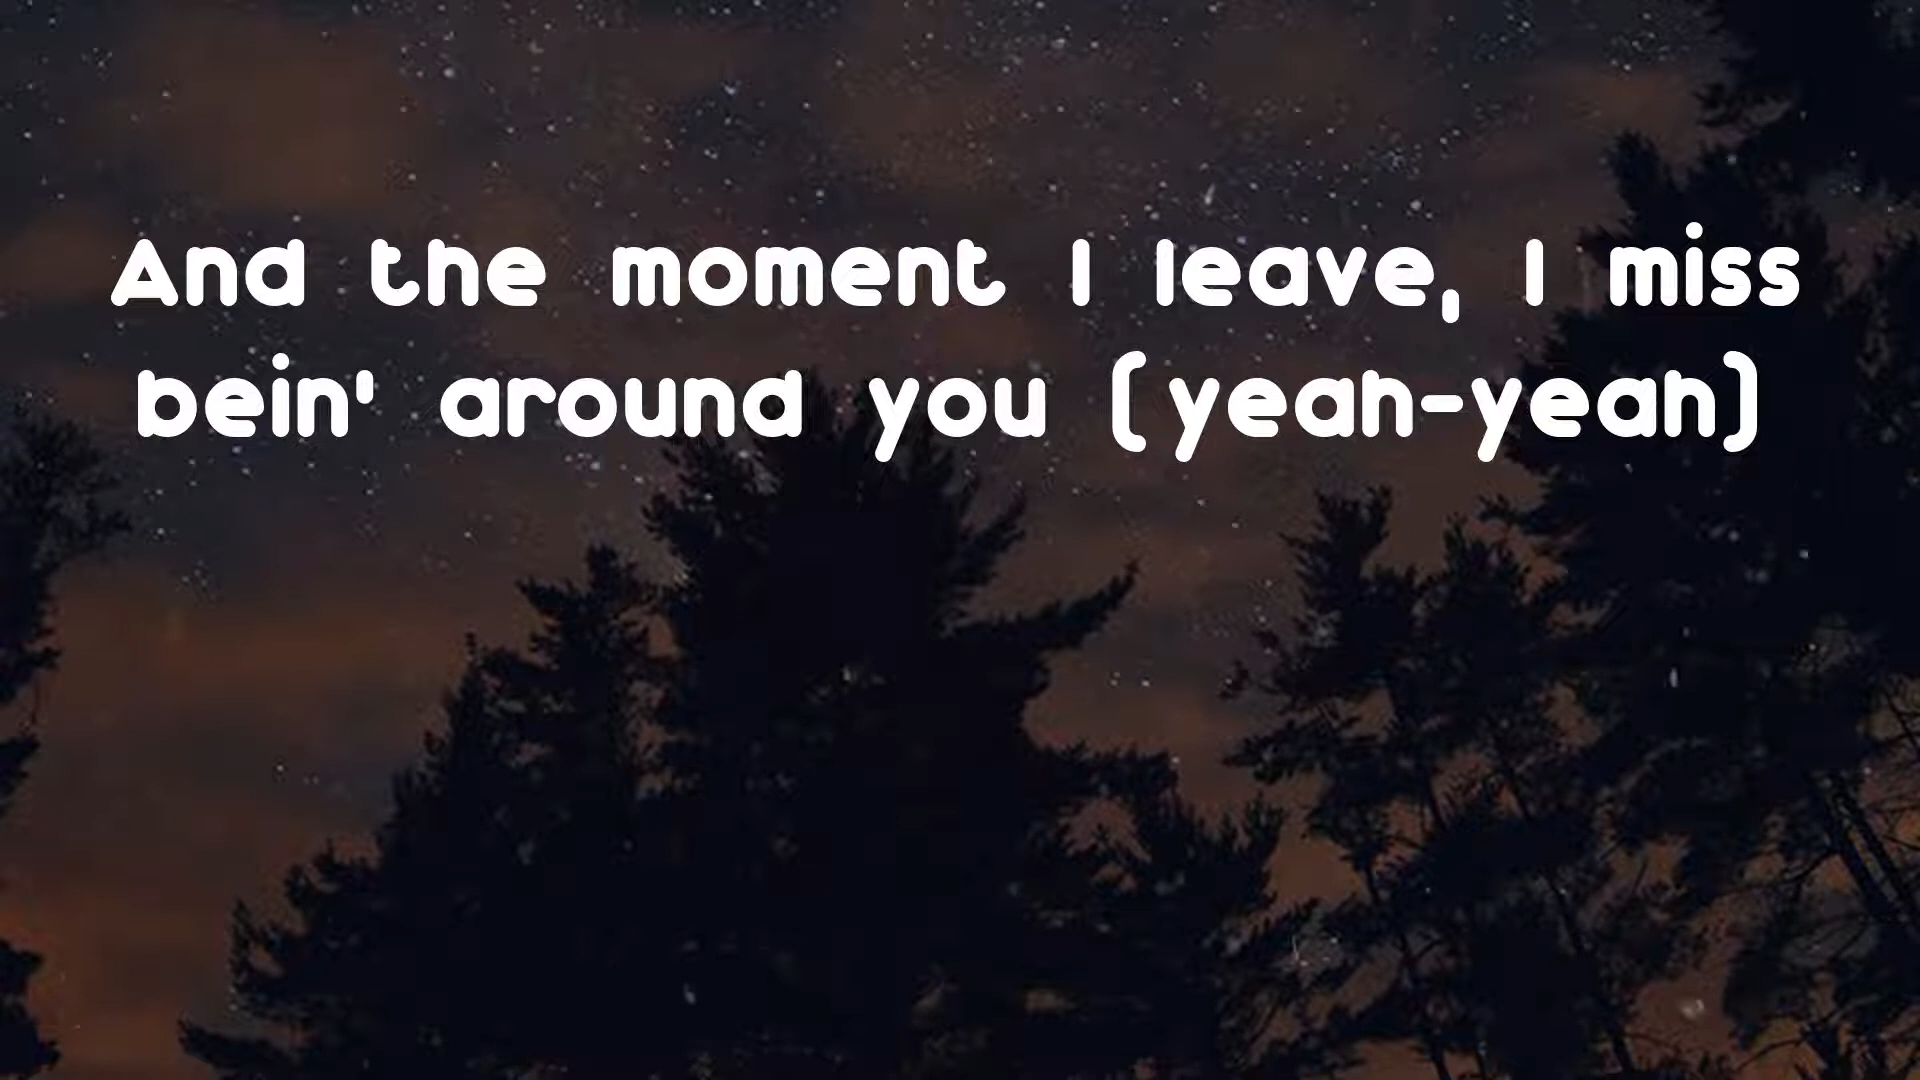 And the moment I leave, I miss
bein' around you (yeah-yeah)